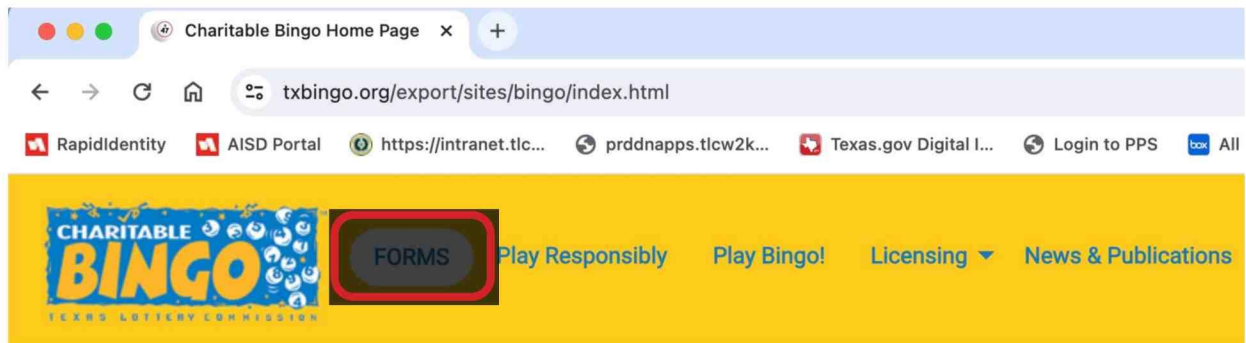 Charitable Bingo Home Page
txbingo.org/export/sites/bingo/index.html
RapidIdentity AISD Portal https://intranet.tlc... prddnapps.tlcw2k... Texas.gov Digital I... Login to PPS box All
CHARITABLE
BINGO
TEXAS LOTTERY COMMISSION
FORMS Play Responsibly Play Bingo! Licensing News & Publications